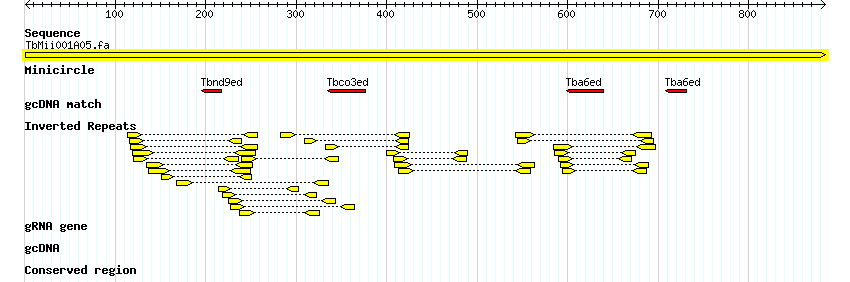 100 200 300 400 500 600 700 800
Sequence
TbMii001A05.fa
Minicircle
Tbnd9ed Tbco3ed Tba6ed Tba6ed
gcDNA match
Inverted Repeats
gRNA gene
gcDNA
Conserved region